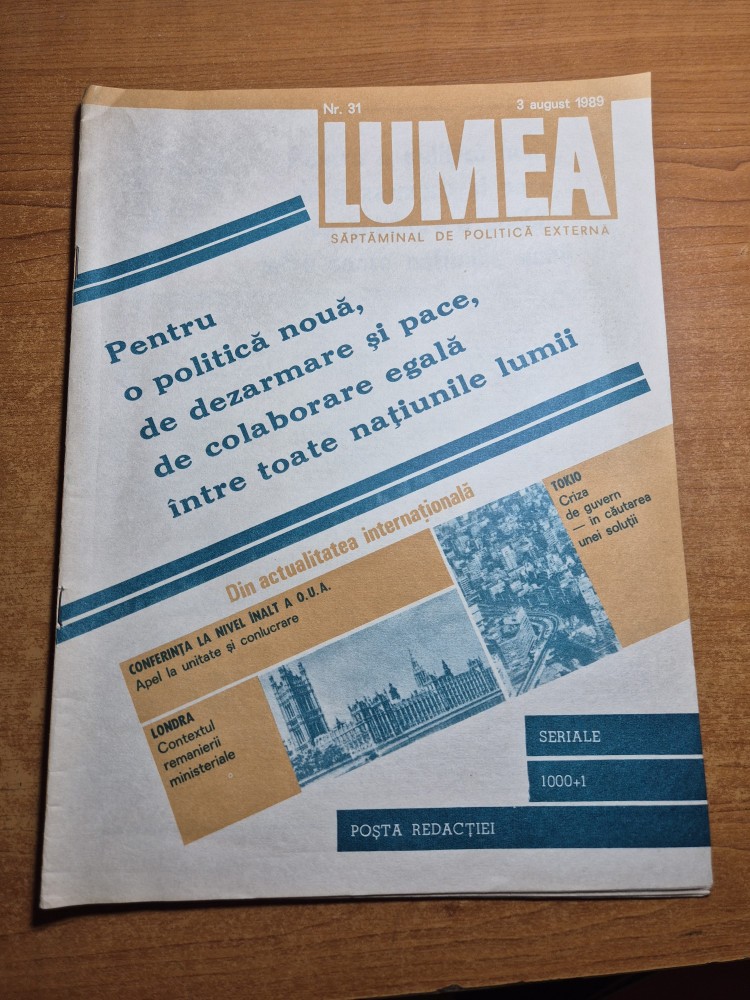 Nr. 31
3 august 1989
LUMEA
SĂPTĂMÎNAL DE POLITICĂ EXTERNĂ
Pentru
o politică nouă,
de dezarmare și pace,
de colaborare egală
între toate națiunile lumii
Din actualitatea internațională
TOKIO
Criza
de guvern
— în căutarea
unei soluții
CONFERINȚA LA NIVEL ÎNALT A O.U.A.
Apel la unitate și conlucrare
LONDRA
Contextul
remanierii
ministeriale
SERIALE
1000+1
POȘTA REDACȚIEI